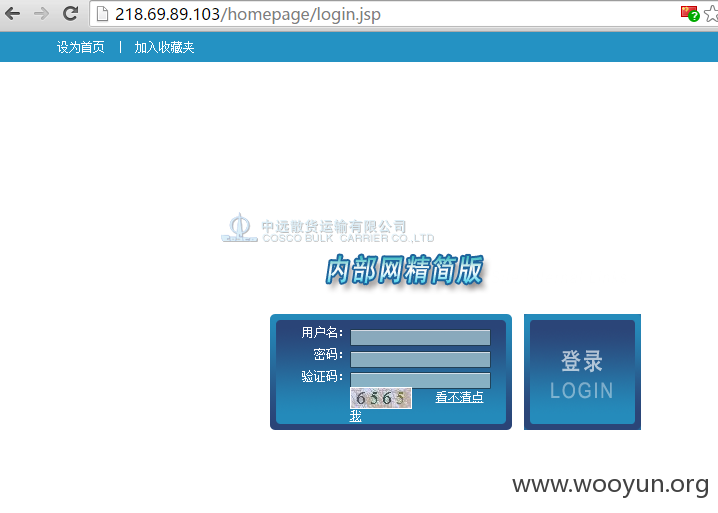 218.69.89.103/homepage/login.jsp
设为首页 | 加入收藏夹
中远散货运输有限公司
COSCO BULK CARRIER CO.,LTD
内部网精简版
用户名：
密码：
验证码：
6565 看不清点
我
登录
LOGIN
www.wooyun.org